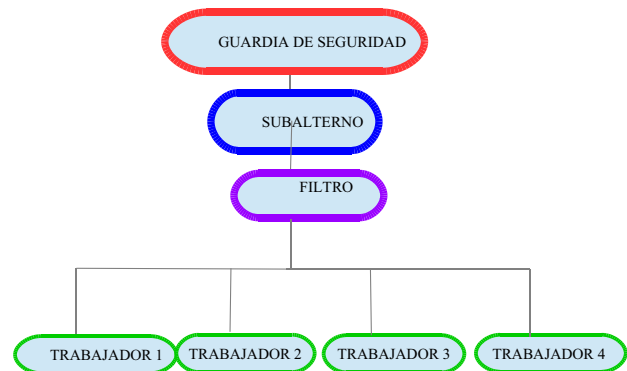 GUARDIA DE SEGURIDAD
SUBALTERNO
FILTRO
TRABAJADOR 1
TRABAJADOR 2
TRABAJADOR 3
TRABAJADOR 4